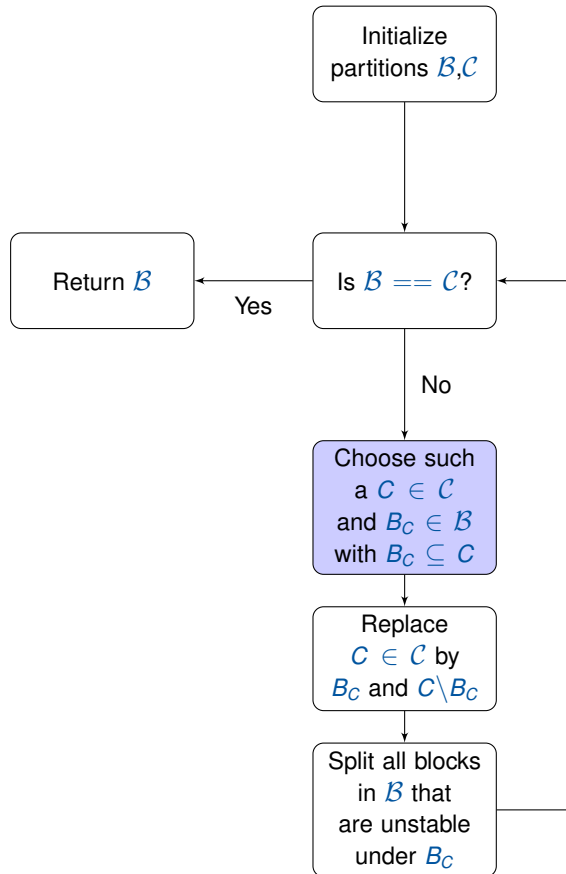 Initialize
partitions ℬ,𝒞
Return ℬ
Is ℬ == 𝒞?
Yes
No
Choose such
a C ∈ 𝒞
and B_C ∈ ℬ
with B_C ⊆ C
Replace
C ∈ 𝒞 by
B_C and C\B_C
Split all blocks
in ℬ that
are unstable
under B_C